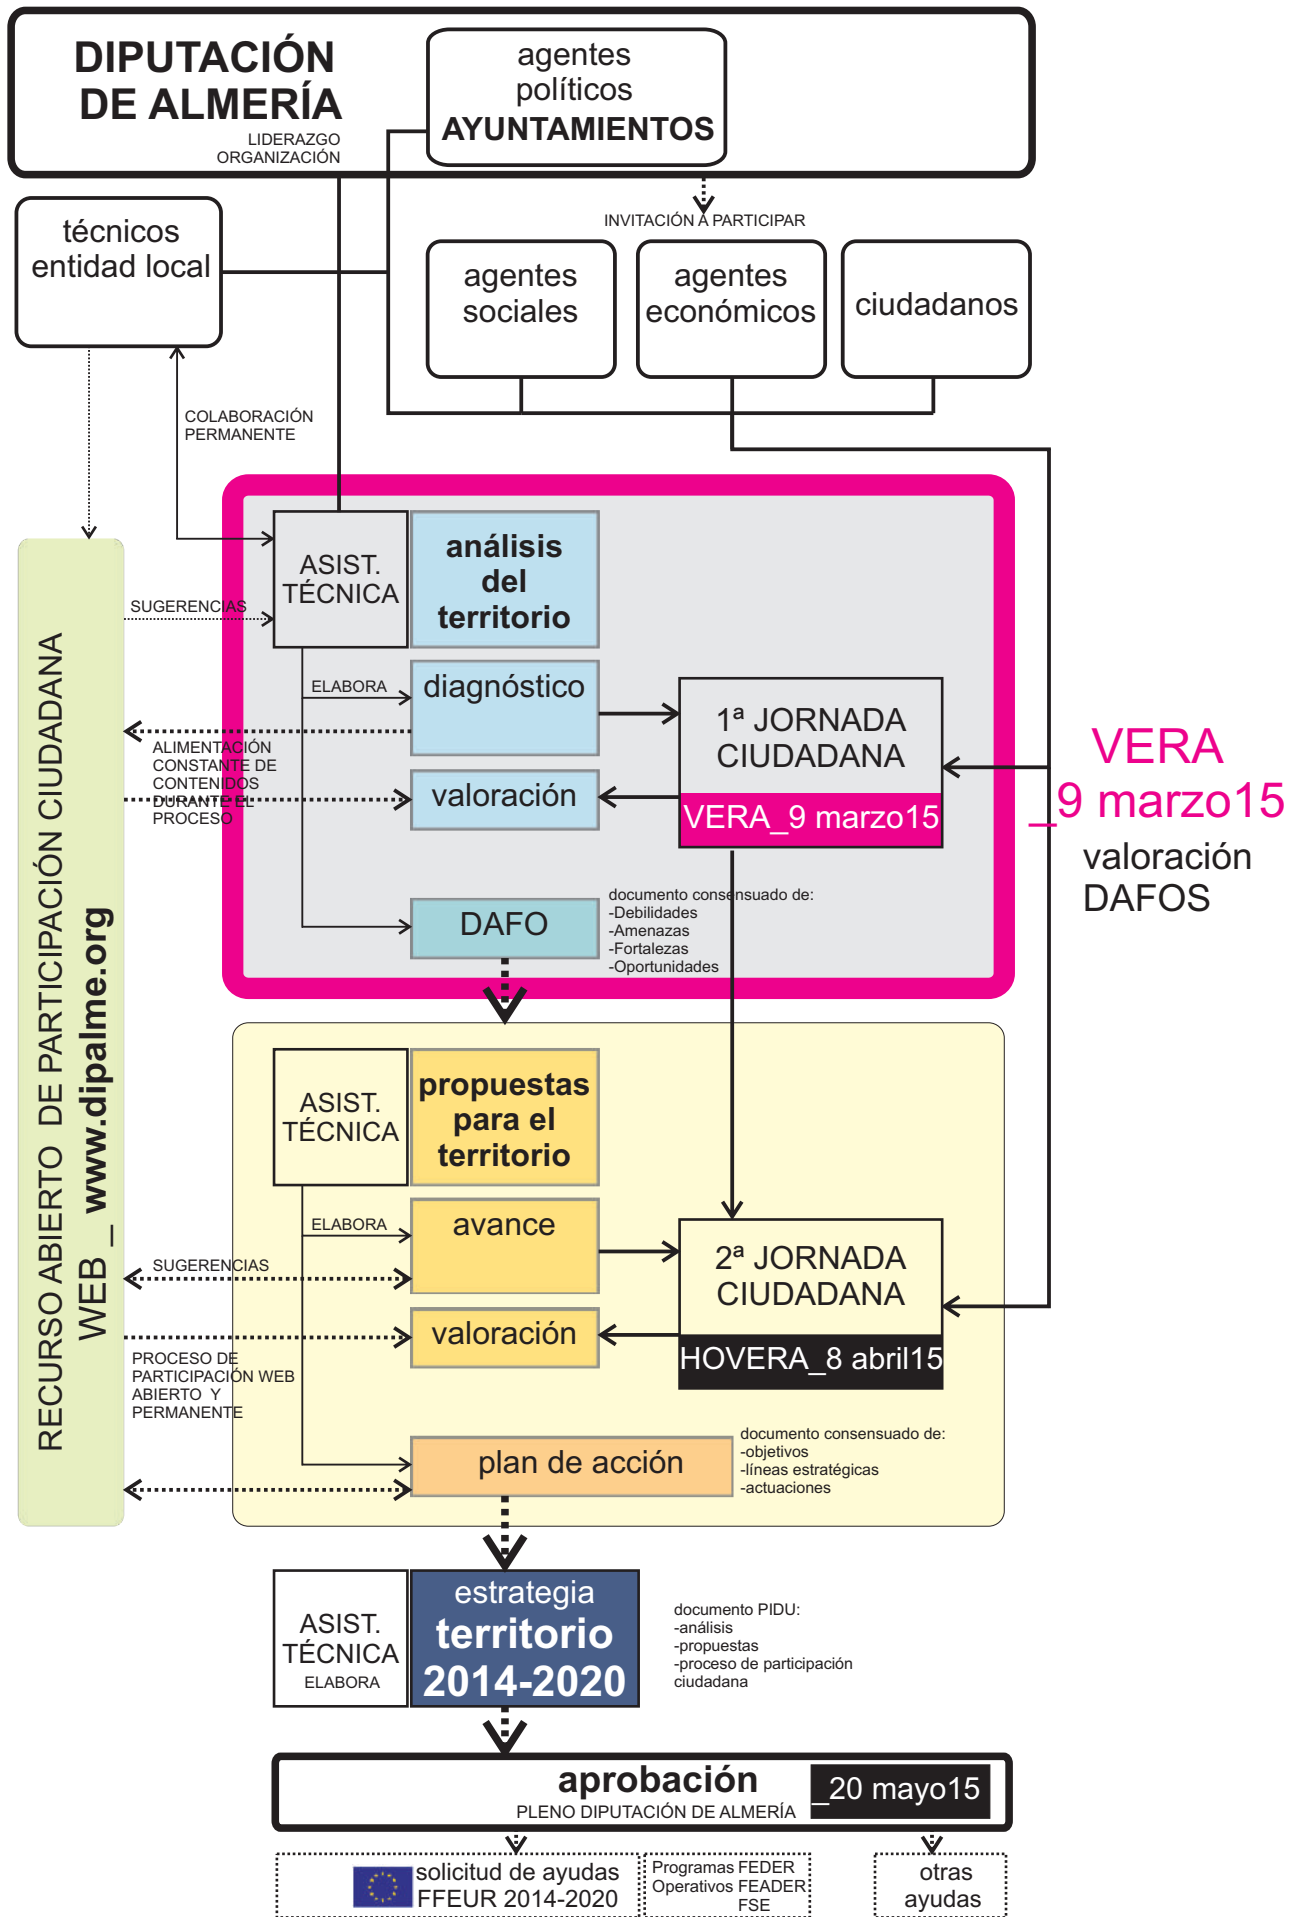 DIPUTACIÓN
DE ALMERÍA
LIDERAZGO
ORGANIZACIÓN
agentes
políticos
AYUNTAMIENTOS
INVITACIÓN A PARTICIPAR
técnicos
entidad local
agentes
sociales
agentes
económicos
ciudadanos
COLABORACIÓN
PERMANENTE
ASIST.
TÉCNICA
análisis
del
territorio
SUGERENCIAS
ELABORA
diagnóstico
1ª JORNADA
CIUDADANA
VERA_9 marzo15
VERA
_9 marzo15
valoración
DAFOS
ALIMENTACIÓN
CONSTANTE DE
CONTENIDOS
DURANTE EL
PROCESO
valoración
DAFO
documento consensuado de:
-Debilidades
-Amenazas
-Fortalezas
-Oportunidades
RECURSO ABIERTO DE PARTICIPACIÓN CIUDADANA
WEB _ www.dipalme.org
ASIST.
TÉCNICA
propuestas
para el
territorio
ELABORA
avance
SUGERENCIAS
2ª JORNADA
CIUDADANA
HOVERA_8 abril15
valoración
PROCESO DE
PARTICIPACIÓN WEB
ABIERTO Y
PERMANENTE
plan de acción
documento consensuado de:
-objetivos
-líneas estratégicas
-actuaciones
ASIST.
TÉCNICA
ELABORA
estrategia
territorio
2014-2020
documento PIDU:
-análisis
-propuestas
-proceso de participación
ciudadana
aprobación
PLENO DIPUTACIÓN DE ALMERÍA
_20 mayo15
solicitud de ayudas
FFEUR 2014-2020
Programas FEDER
Operativos FEADER
FSE
otras
ayudas